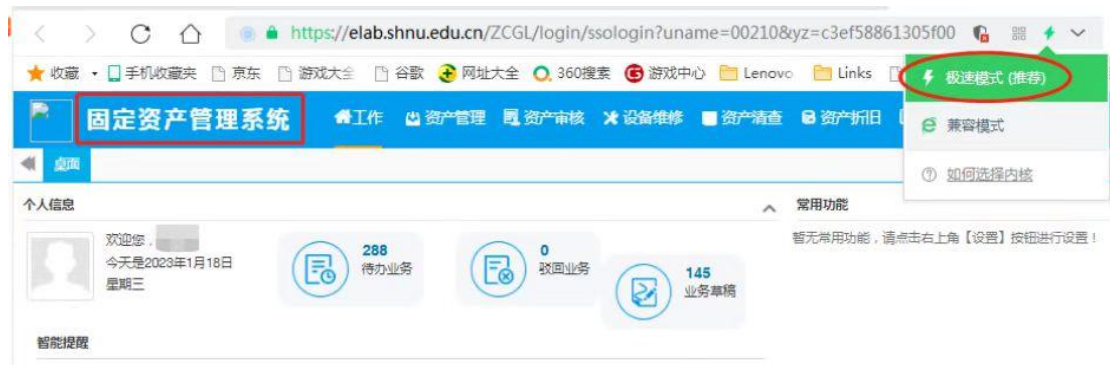 https://elab.shnu.edu.cn/ZCGL/login/ssologin?uname=00210&yz=c3ef58861305f00
收藏 手机收藏夹 京东 游戏大全 谷歌 网址大全 360搜索 游戏中心 Lenovo Links
极速模式 (推荐)
兼容模式
如何选择内核
固定资产管理系统 工作 资产管理 资产审核 设备维修 资产清查 资产折旧
桌面
个人信息
常用功能
欢迎您，
今天是2023年1月18日
星期三
288
待办业务
0
驳回业务
145
业务草稿
暂无常用功能，请点击右上角【设置】按钮进行设置！
智能提醒